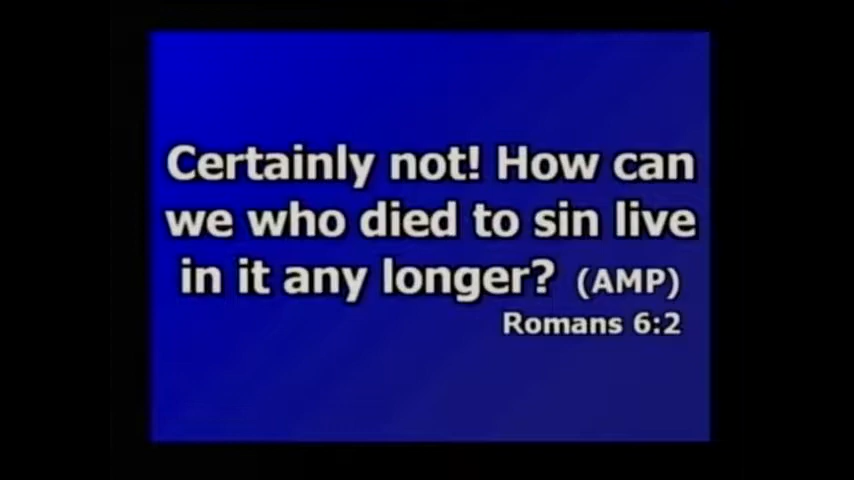 Certainly not! How can
we who died to sin live
in it any longer? (AMP)
Romans 6:2